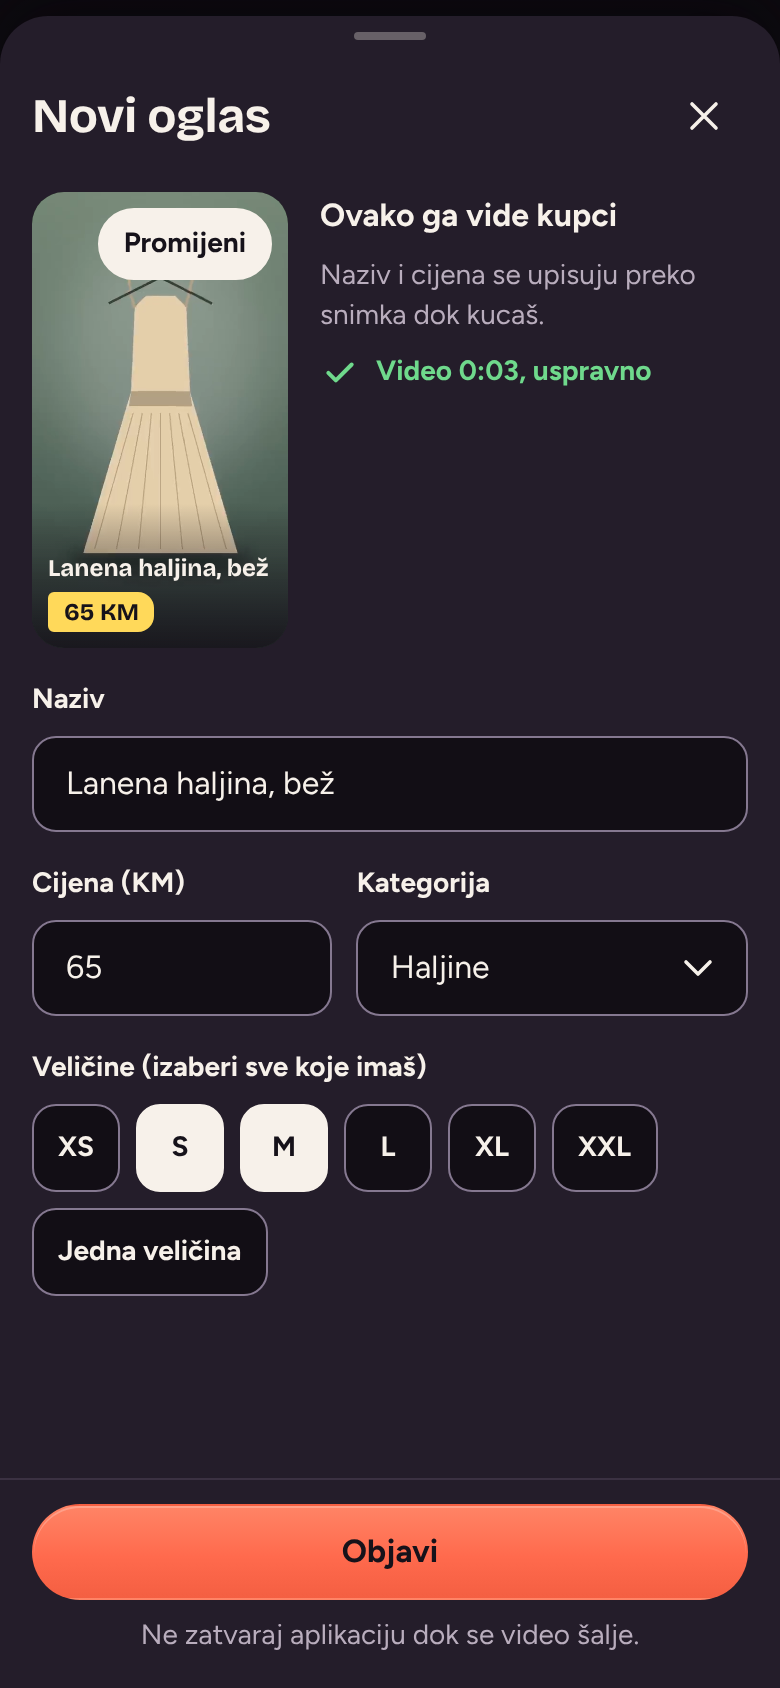 Novi oglas
Promijeni
Lanena haljina, bež
65 KM
Ovako ga vide kupci
Naziv i cijena se upisuju preko
snimka dok kucaš.
Video 0:03, uspravno
Naziv
Lanena haljina, bež
Cijena (KM)
Kategorija
65
Haljine
Veličine (izaberi sve koje imaš)
XS
S
M
L
XL
XXL
Jedna veličina
Objavi
Ne zatvaraj aplikaciju dok se video šalje.